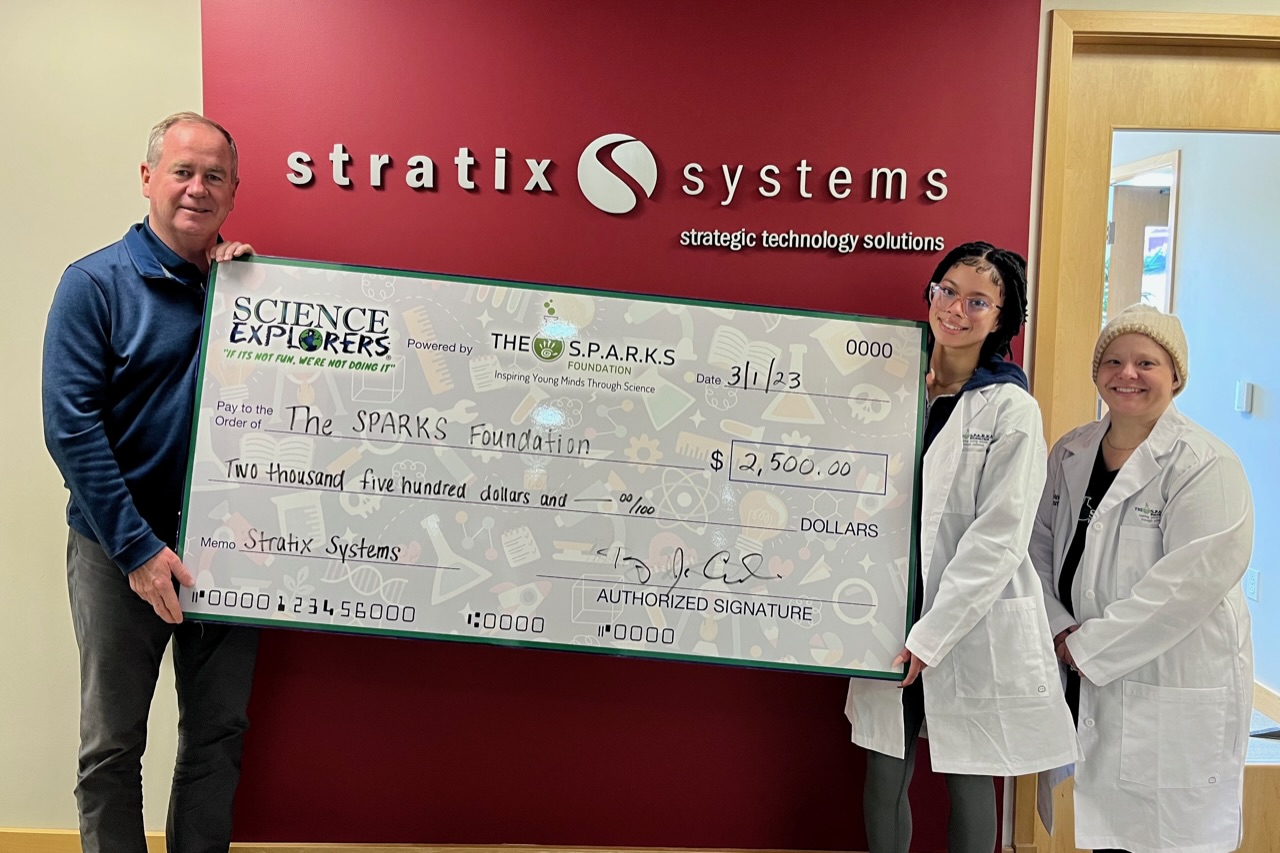 stratix systems
strategic technology solutions
SCIENCE
EXPLORERS®
"IF ITS NOT FUN, WE'RE NOT DOING IT"
Powered by
THE S.P.A.R.K.S
FOUNDATION
Inspiring Young Minds Through Science
0000
Date 3/1/23
Pay to the
Order of The SPARKS Foundation
$ 2,500.00
Two thousand five hundred dollars and — 00/100 DOLLARS
Memo Stratix Systems
AUTHORIZED SIGNATURE
⑈0000123456000 ⑆0000 ⑈0000